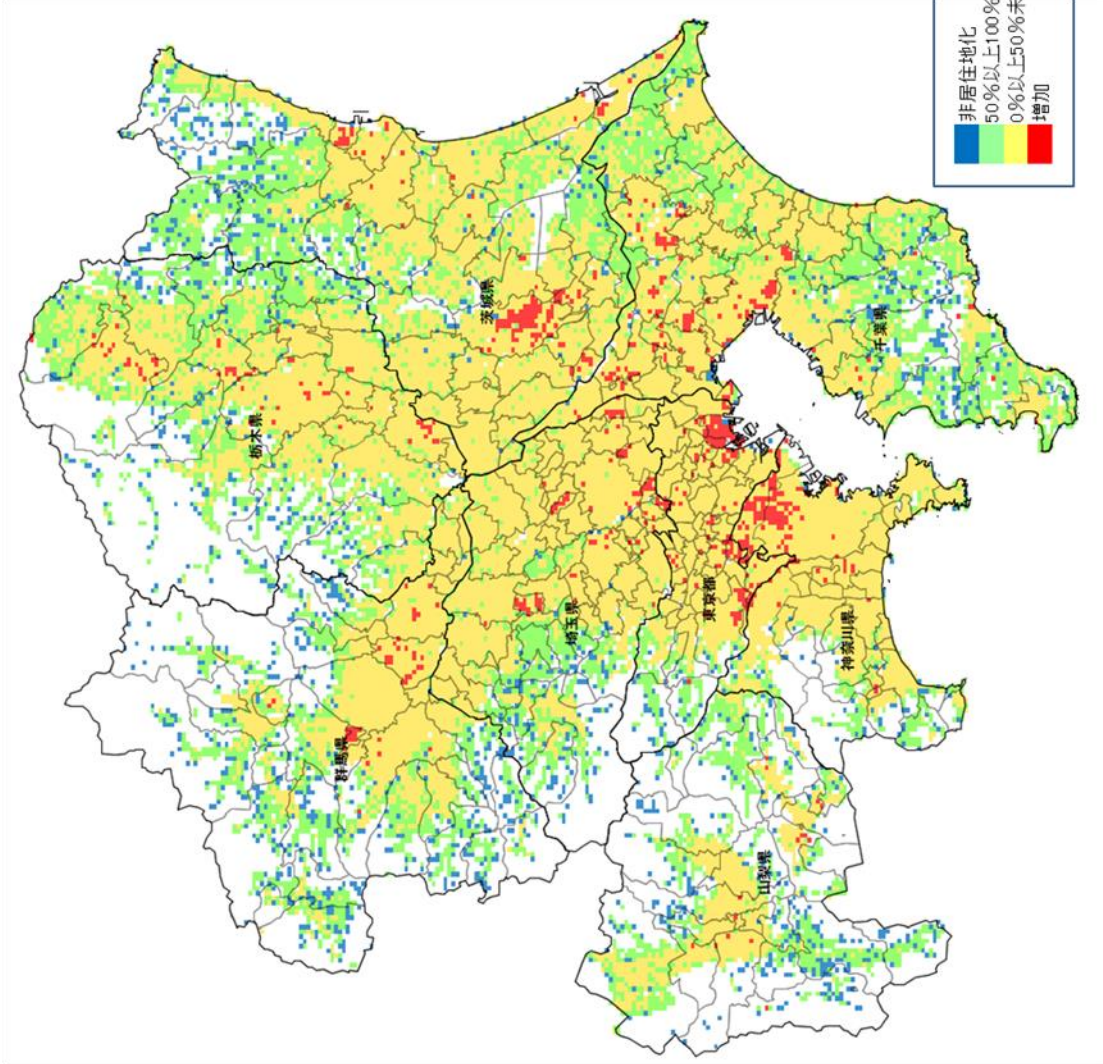 茨城県
栃木県
群馬県
埼玉県
東京都
千葉県
神奈川県
山梨県
非居住地化
50%以上100%
0%以上50%未
増加